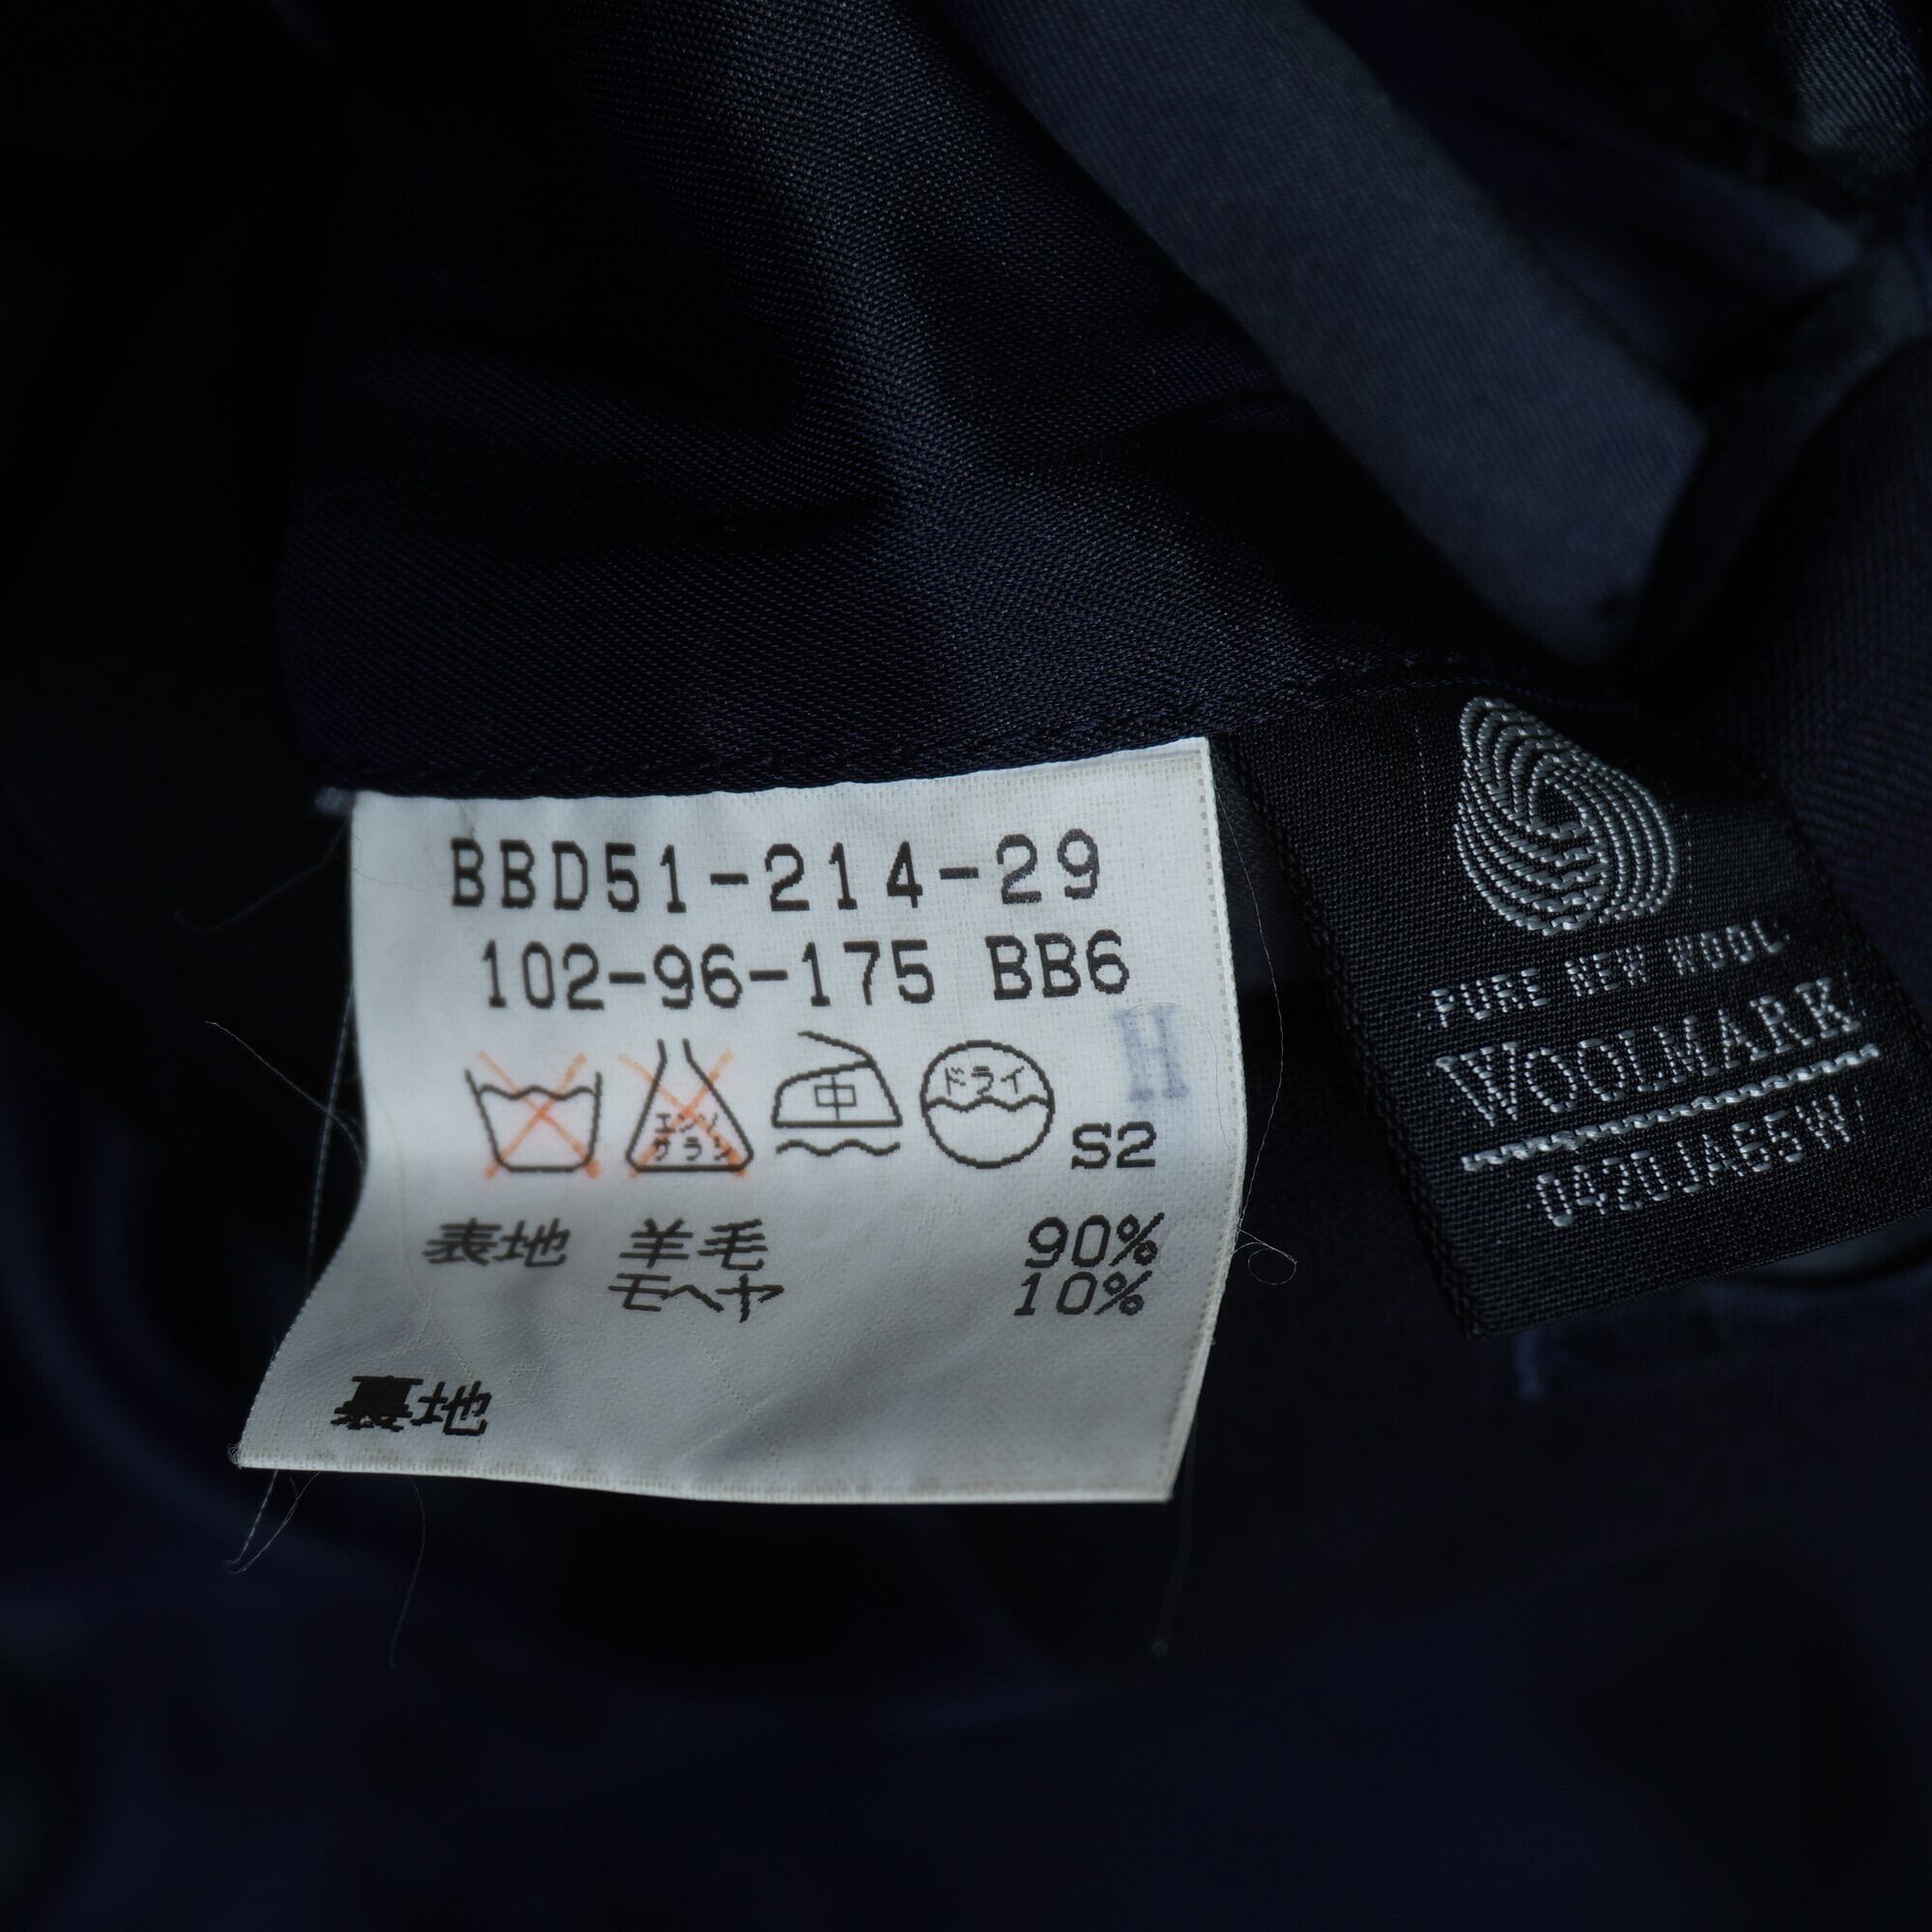 BBD51-214-29
102-96-175 BB6
H
エンソ
サラシ
中
ドライ
S2
表地 羊毛 90%
モヘヤ 10%
裏地
PURE NEW WOOL
WOOLMARK
0420JA65W